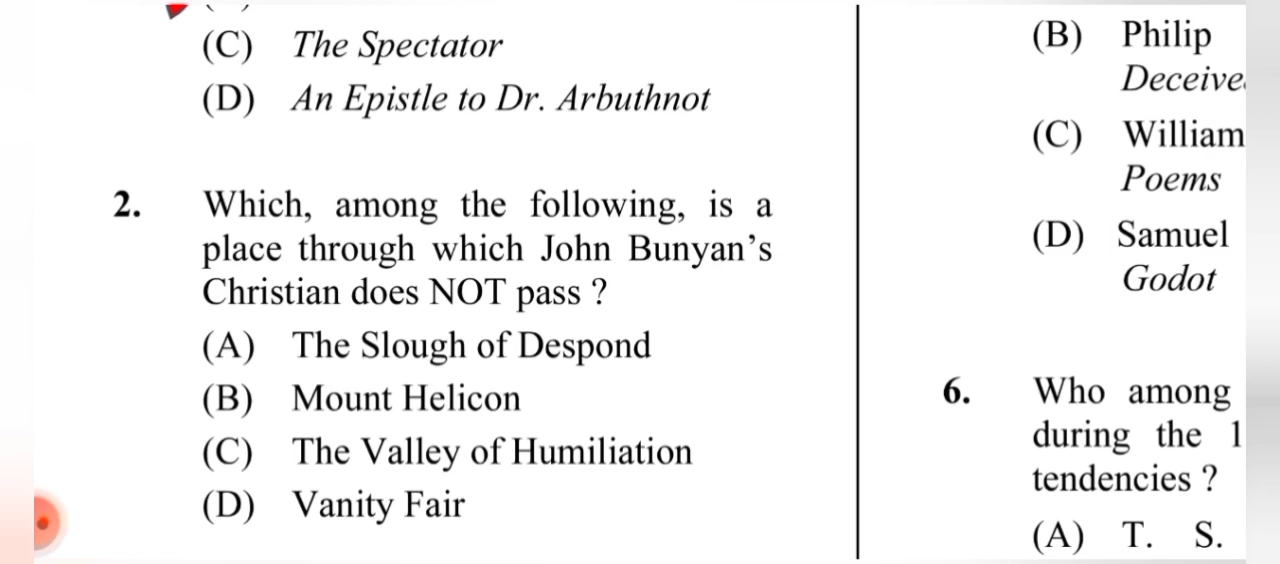 (C) The Spectator
(D) An Epistle to Dr. Arbuthnot
2. Which, among the following, is a
place through which John Bunyan's
Christian does NOT pass ?
(A) The Slough of Despond
(B) Mount Helicon
(C) The Valley of Humiliation
(D) Vanity Fair
(B) Philip
Deceive
(C) William
Poems
(D) Samuel
Godot
6. Who among
during the 1
tendencies ?
(A) T. S.